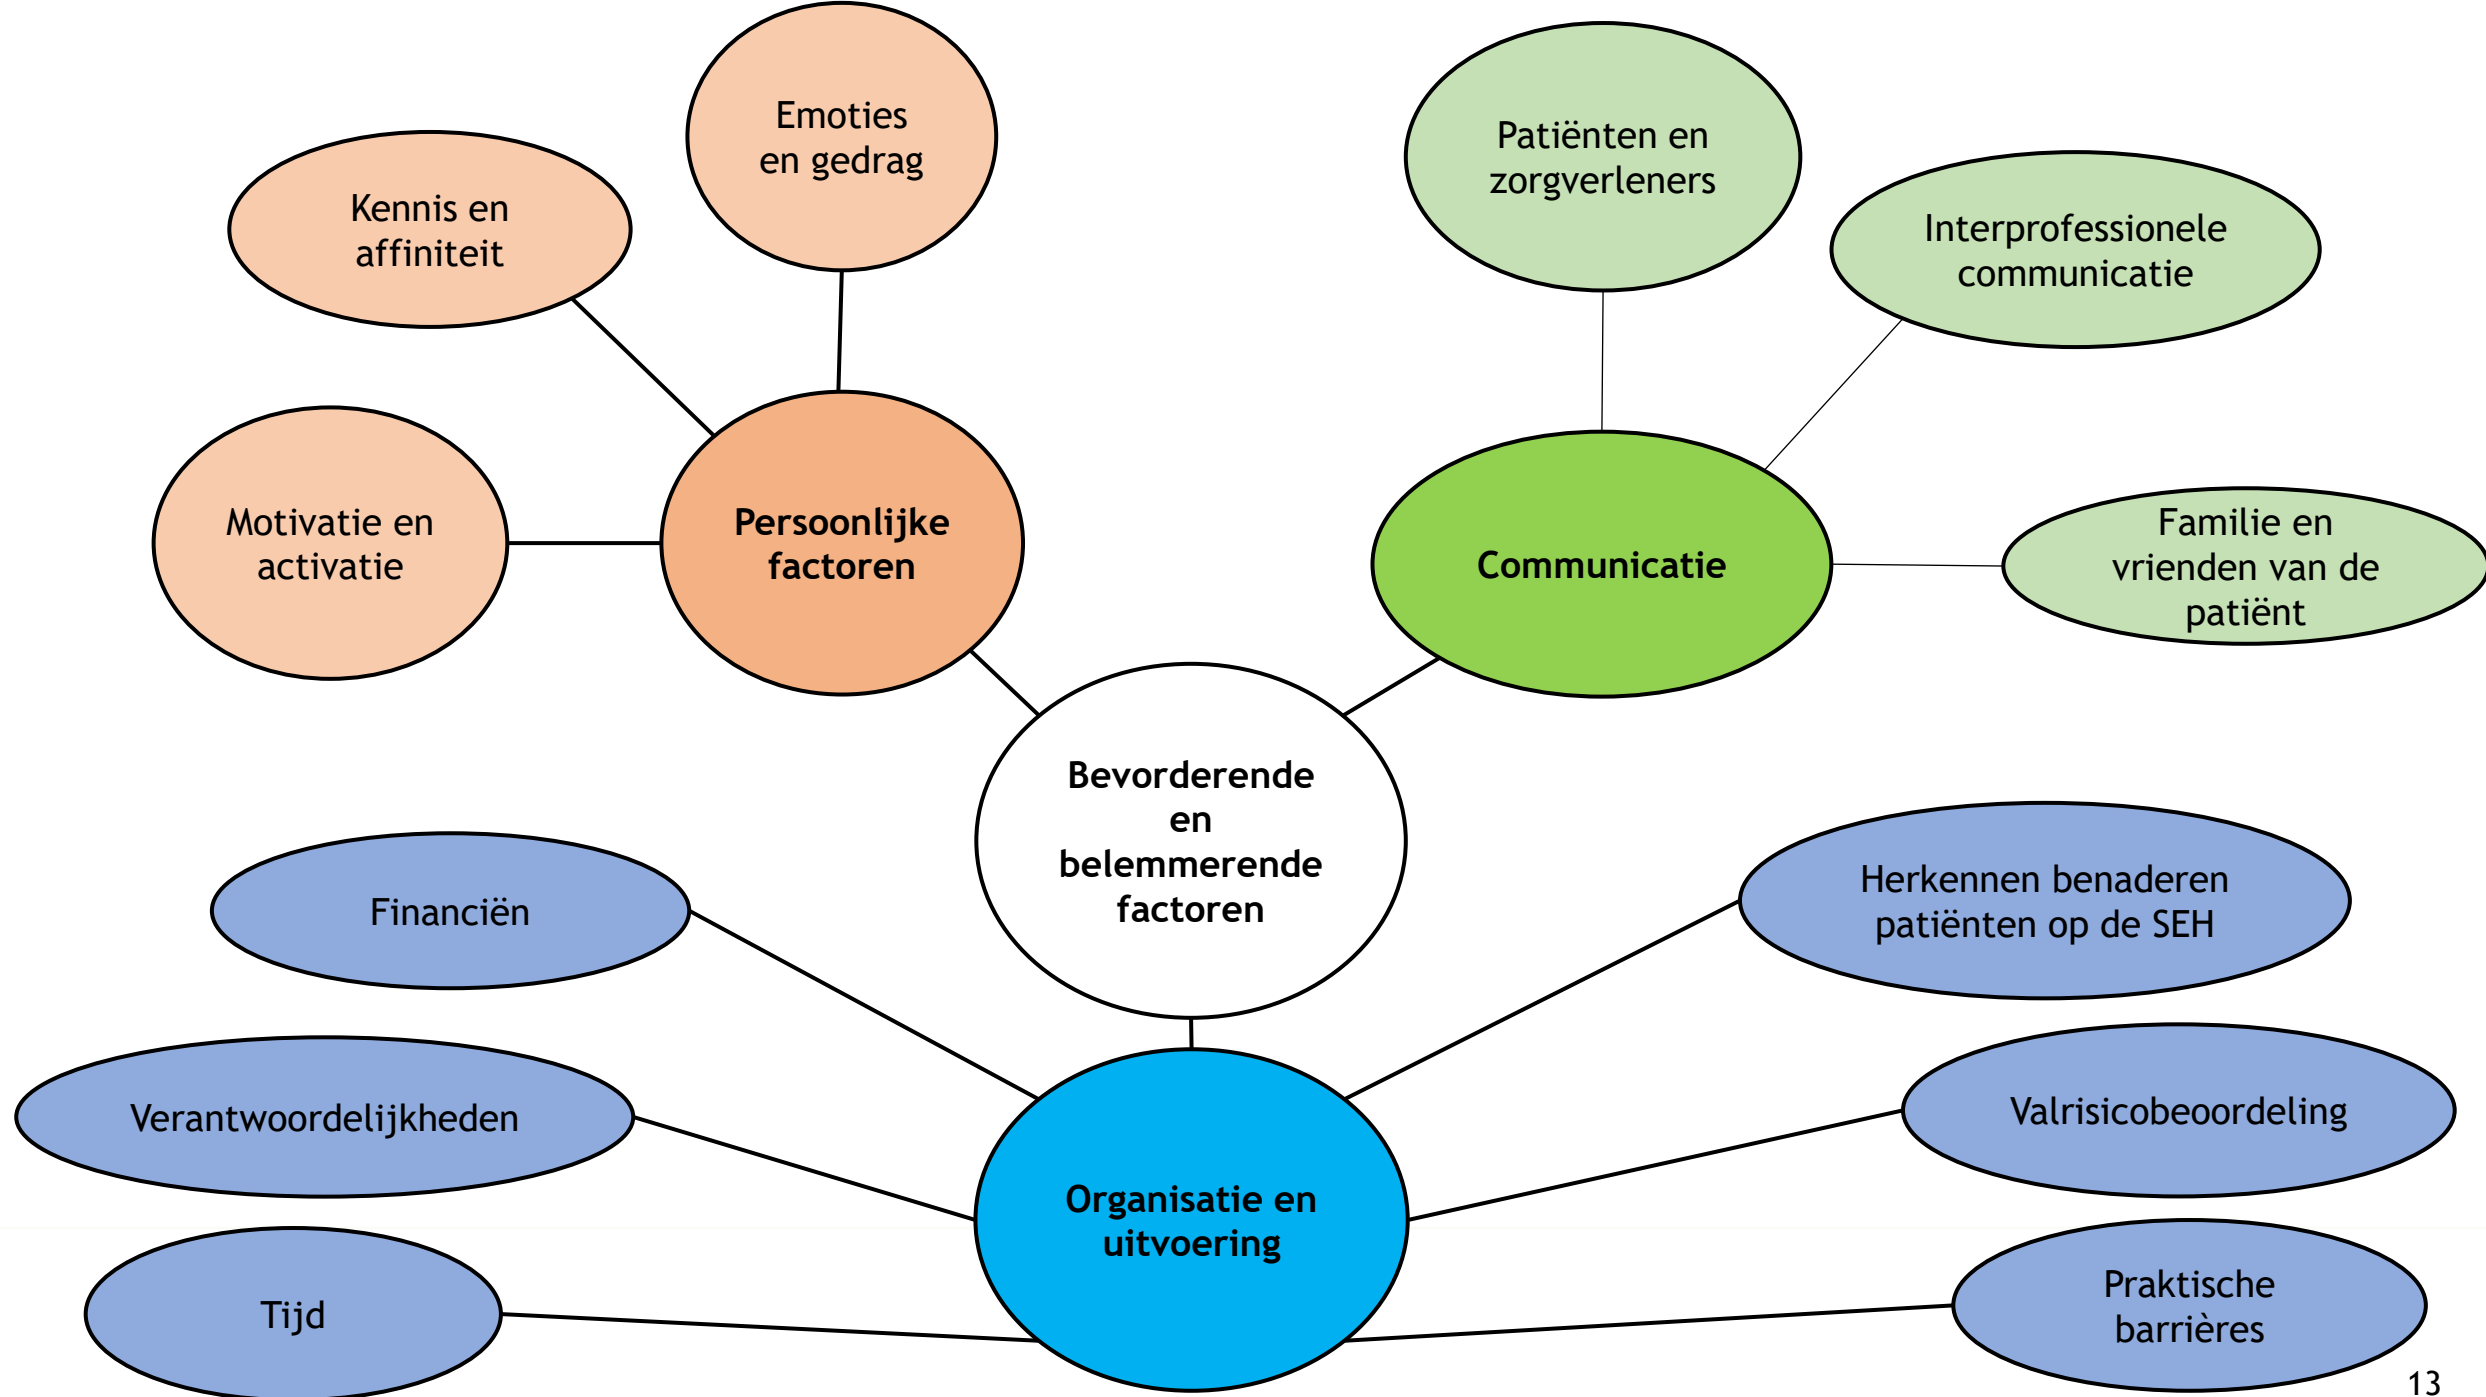 Emoties
en gedrag
Kennis en
affiniteit
Motivatie en
activatie
Persoonlijke
factoren
Patiënten en
zorgverleners
Interprofessionele
communicatie
Familie en
vrienden van de
patiënt
Communicatie
Bevorderende
en
belemmerende
factoren
Financiën
Verantwoordelijkheden
Tijd
Organisatie en
uitvoering
Herkennen benaderen
patiënten op de SEH
Valrisicobeoordeling
Praktische
barrières
13